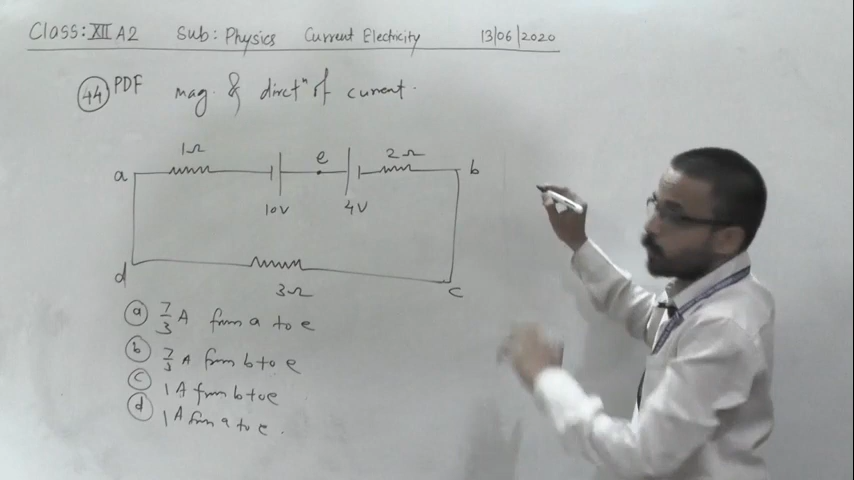 Class: XII A2 Sub: Physics Current Electricity 13/06/2020
44 PDF mag. & directⁿ of current.
1Ω e 2Ω
a b
10V 4V
d 3Ω c
a 7/3 A from a to e
b 7/3 A from b to e
c 1A from b to e
d 1A from a to e.